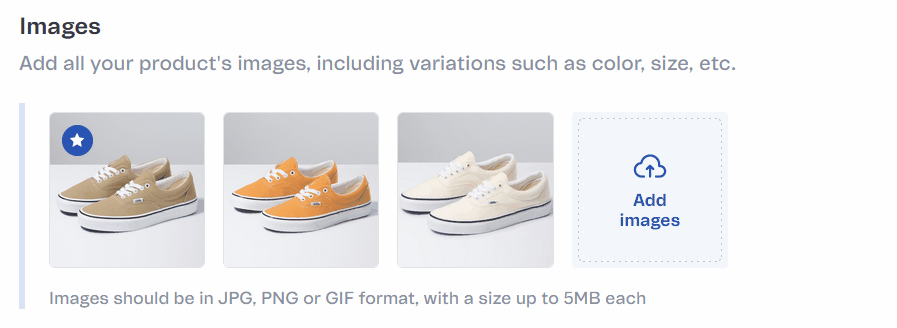 Images
Add all your product's images, including variations such as color, size, etc.
Add
images
Images should be in JPG, PNG or GIF format, with a size up to 5MB each